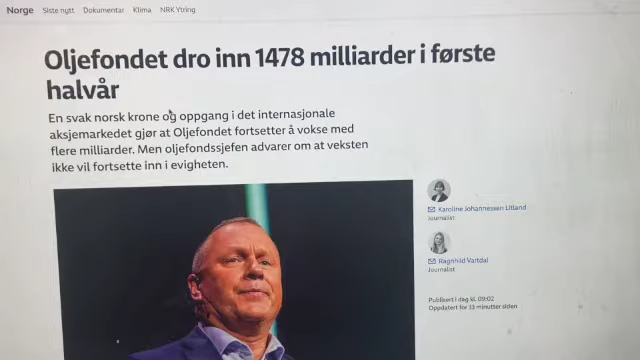 Norge Siste nytt Dokumentar Klima NRK Ytring
Oljefondet dro inn 1478 milliarder i første
halvår
En svak norsk krone og oppgang i det internasjonale
aksjemarkedet gjør at Oljefondet fortsetter å vokse med
flere milliarder. Men oljefondssjefen advarer om at veksten
ikke vil fortsette inn i evigheten.
Karoline Johannessen Litland
Journalist
Ragnhild Vartdal
Journalist
Publisert i dag kl. 09:02
Oppdatert for 13 minutter siden